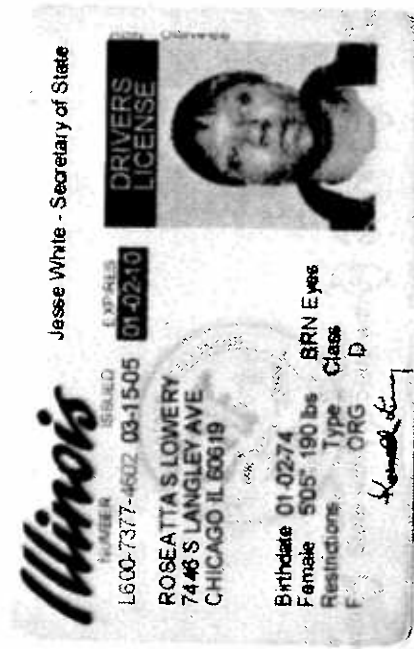 Illinois
Jesse White - Secretary of State
NUMBER ISSUED EXPIRES
L600-7377-4602 03-15-05 01-02-10
DRIVERS
LICENSE
ROSEATTA S LOWERY
7446 S LANGLEY AVE
CHICAGO IL 60619
Birthdate 01-02-74
Female 5'05" 190 lbs BRN Eyes
Restrictions Type Class
F ORG D